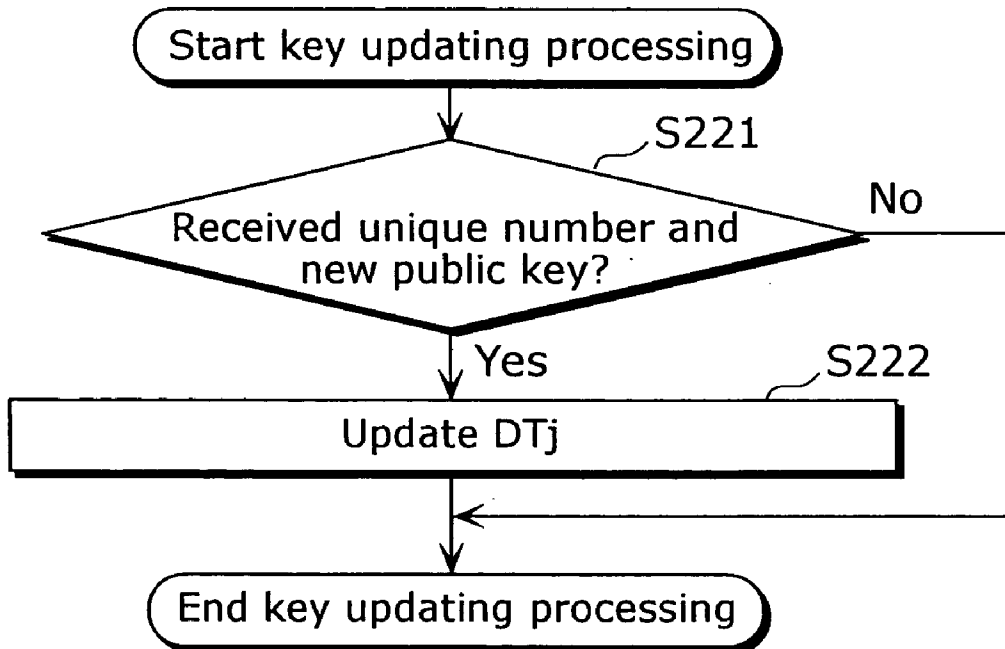 Start key updating processing
S221
No
Received unique number and
new public key?
Yes
S222
Update DTj
End key updating processing